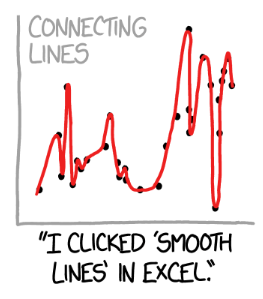 CONNECTING
LINES
"I CLICKED 'SMOOTH
LINES' IN EXCEL."